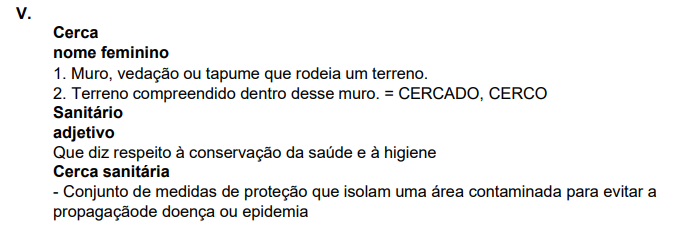 V.
Cerca
nome feminino
1. Muro, vedação ou tapume que rodeia um terreno.
2. Terreno compreendido dentro desse muro. = CERCADO, CERCO
Sanitário
adjetivo
Que diz respeito à conservação da saúde e à higiene
Cerca sanitária
- Conjunto de medidas de proteção que isolam uma área contaminada para evitar a
propagaçãode doença ou epidemia